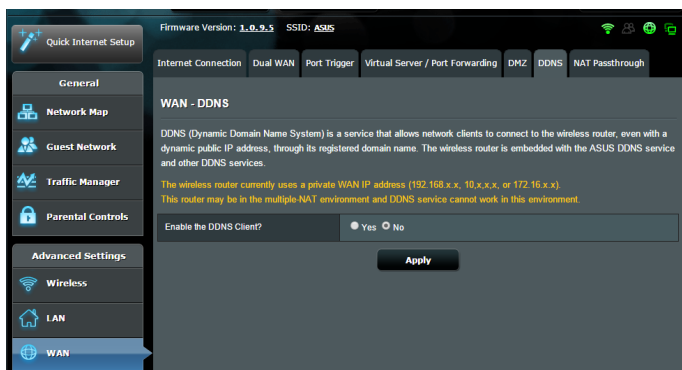 Quick Internet Setup
General
Network Map
Guest Network
Traffic Manager
Parental Controls
Advanced Settings
Wireless
LAN
WAN
Firmware Version: 1.0.9.5 SSID: ASUS
Internet Connection Dual WAN Port Trigger Virtual Server / Port Forwarding DMZ DDNS NAT Passthrough
WAN - DDNS
DDNS (Dynamic Domain Name System) is a service that allows network clients to connect to the wireless router, even with a
dynamic public IP address, through its registered domain name. The wireless router is embedded with the ASUS DDNS service
and other DDNS services.
The wireless router currently uses a private WAN IP address (192.168.x.x, 10,x,x,x, or 172.16.x.x).
This router may be in the multiple-NAT environment and DDNS service cannot work in this environment.
Enable the DDNS Client? Yes No
Apply